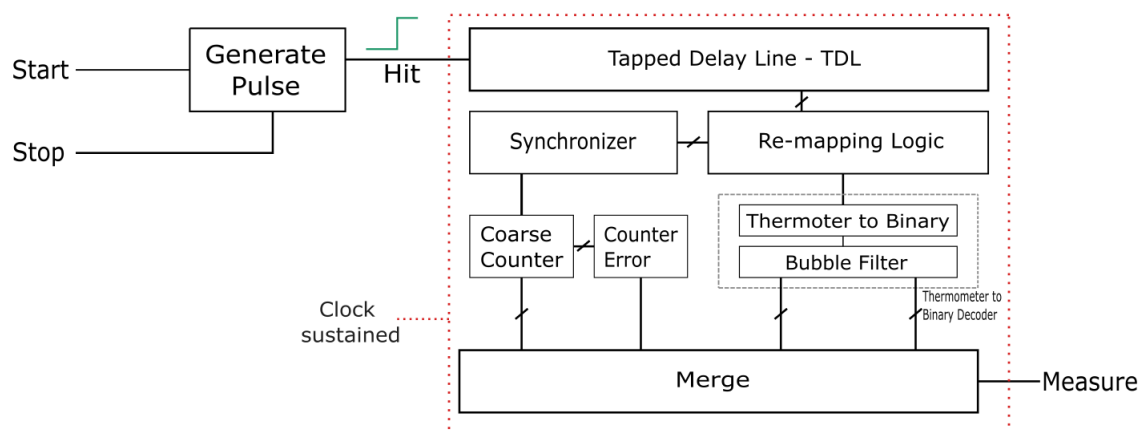 Start
Stop
Generate
Pulse
Hit
Tapped Delay Line - TDL
Synchronizer
Re-mapping Logic
Coarse
Counter
Counter
Error
Thermoter to Binary
Bubble Filter
Thermometer to
Binary Decoder
Clock
sustained
Merge
Measure